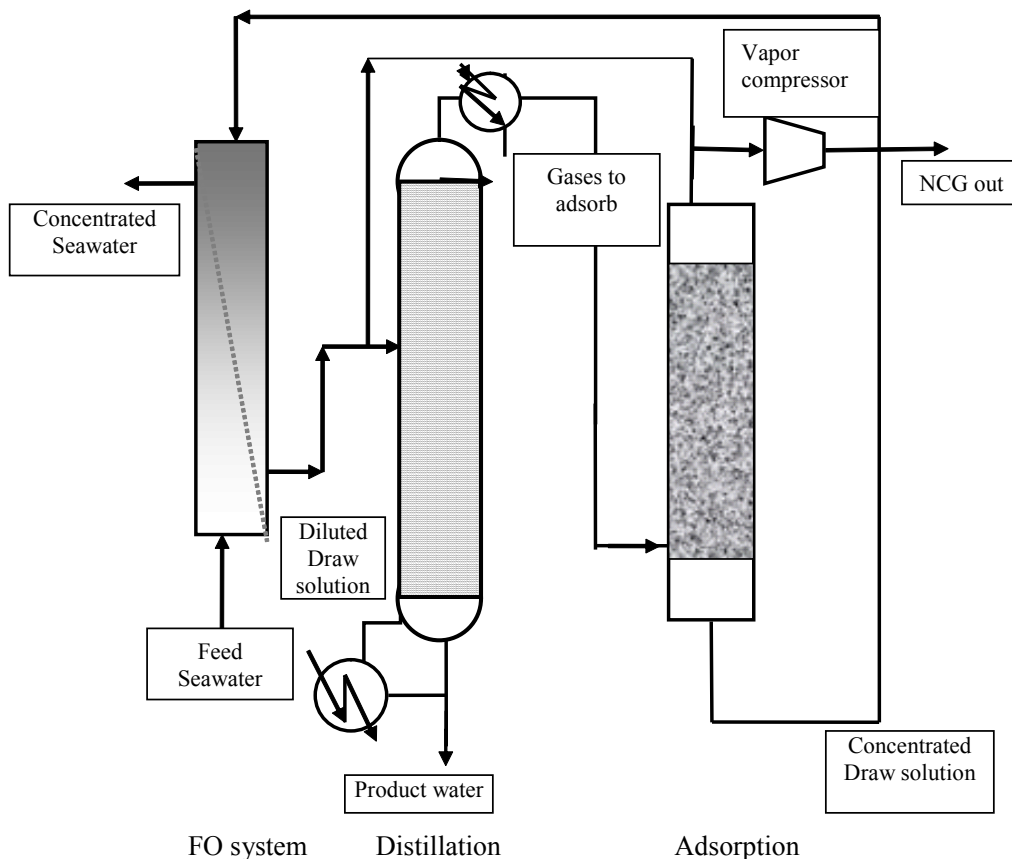 Vapor
compressor
Concentrated
Seawater
Gases to
adsorb
NCG out
Diluted
Draw
solution
Feed
Seawater
Concentrated
Draw solution
Product water
FO system
Distillation
Adsorption